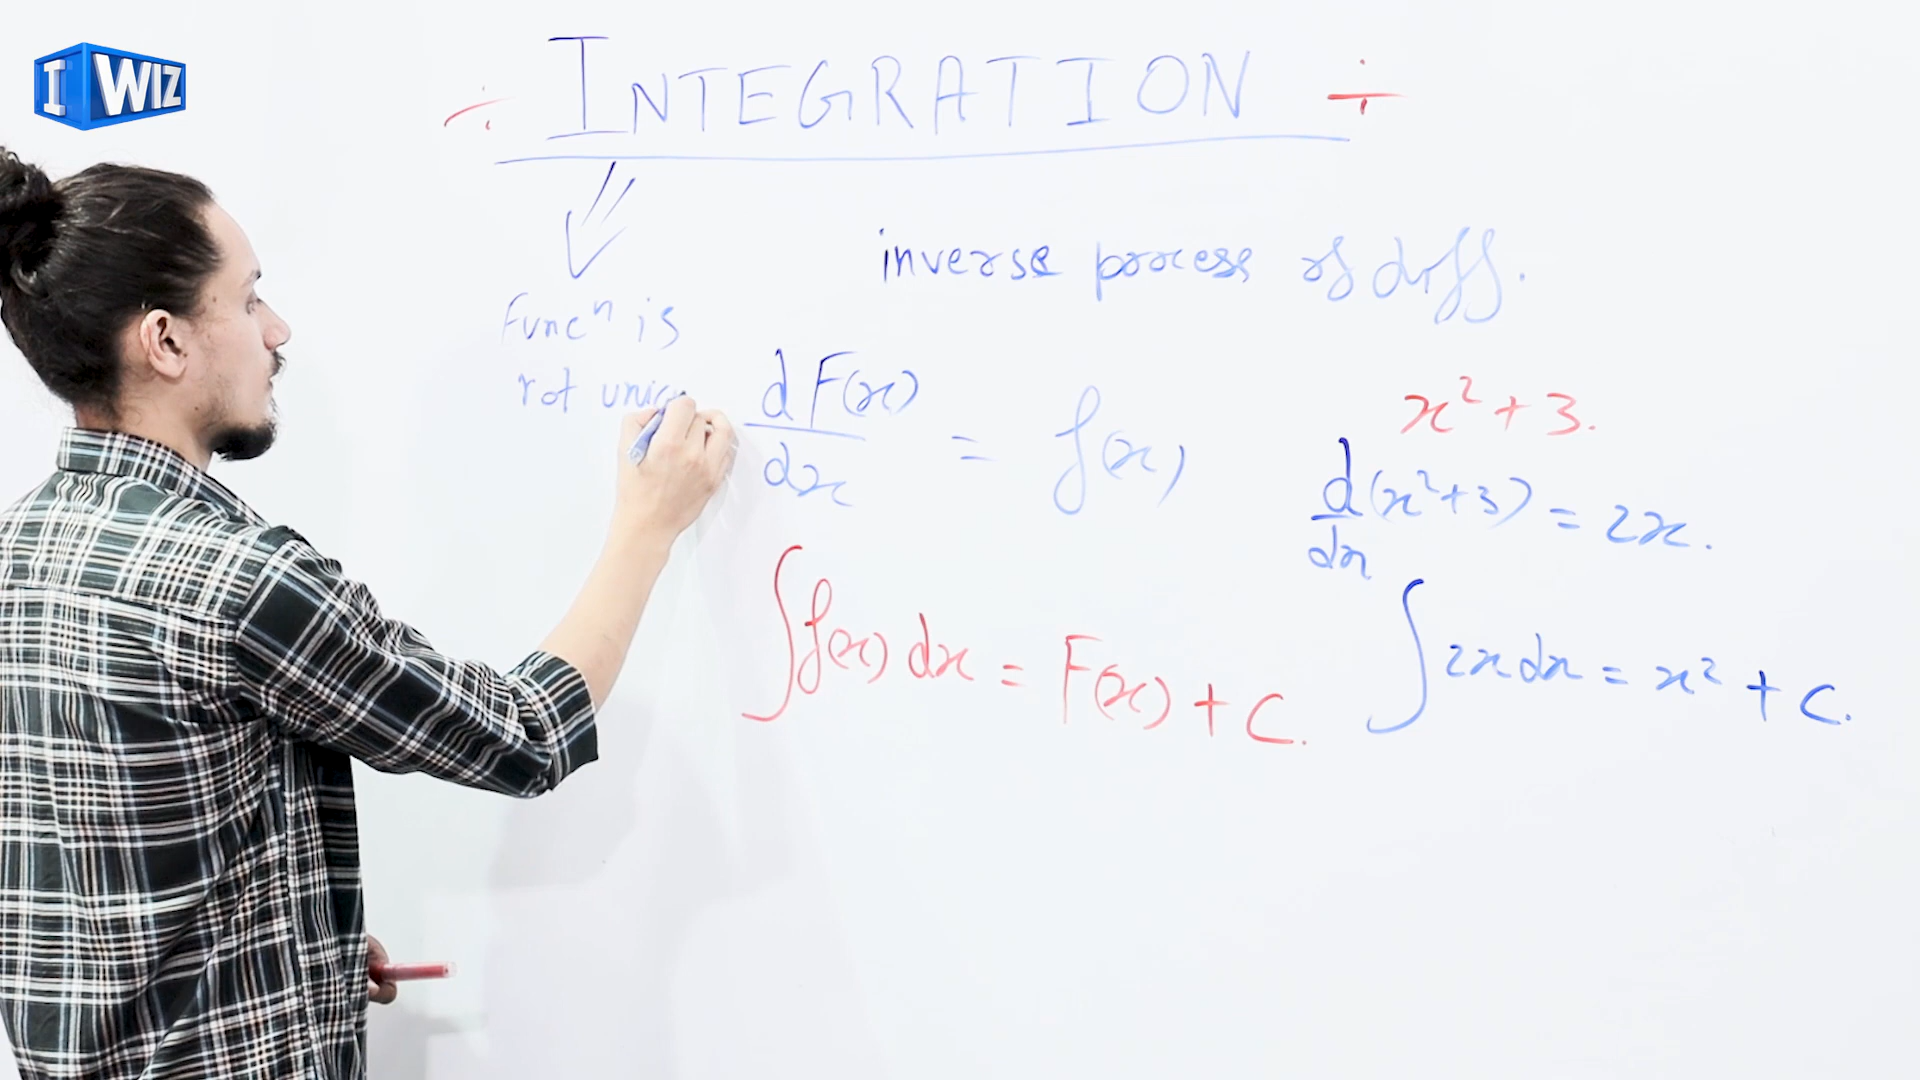 I WIZ
÷ INTEGRATION ÷
inverse process of diff.
Funcⁿ is
not
dF(x)/dx = f(x)
∫f(x) dx = F(x) + C.
x² + 3.
d/dx (x²+3) = 2x.
∫2x dx = x² + C.